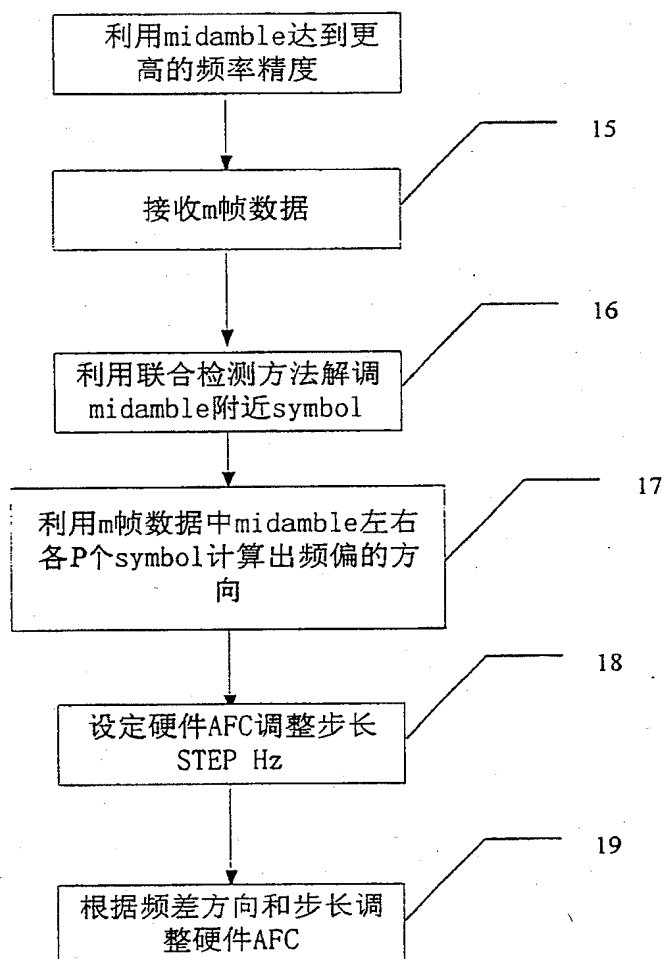 利用midamble达到更
高的频率精度
15
接收m帧数据
16
利用联合检测方法解调
midamble附近symbol
17
利用m帧数据中midamble左右
各P个symbol计算出频偏的方
向
18
设定硬件AFC调整步长
STEP Hz
19
根据频差方向和步长调
整硬件AFC